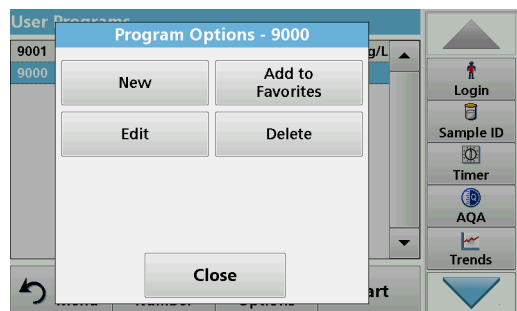 User Programs
Program Options - 9000
9001
g/L
9000
New
Add to
Favorites
Edit
Delete
Close
Login
Sample ID
Timer
AQA
Trends